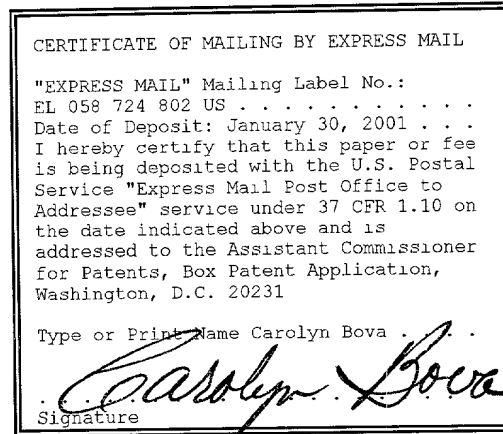 CERTIFICATE OF MAILING BY EXPRESS MAIL
"EXPRESS MAIL" Mailing Label No.:
EL 058 724 802 US . . . . . . . . . . .
Date of Deposit: January 30, 2001 . . .
I hereby certify that this paper or fee
is being deposited with the U.S. Postal
Service "Express Mail Post Office to
Addressee" service under 37 CFR 1.10 on
the date indicated above and is
addressed to the Assistant Commissioner
for Patents, Box Patent Application,
Washington, D.C. 20231
Type or Print Name Carolyn Bova . . . .
Carolyn Bova
Signature